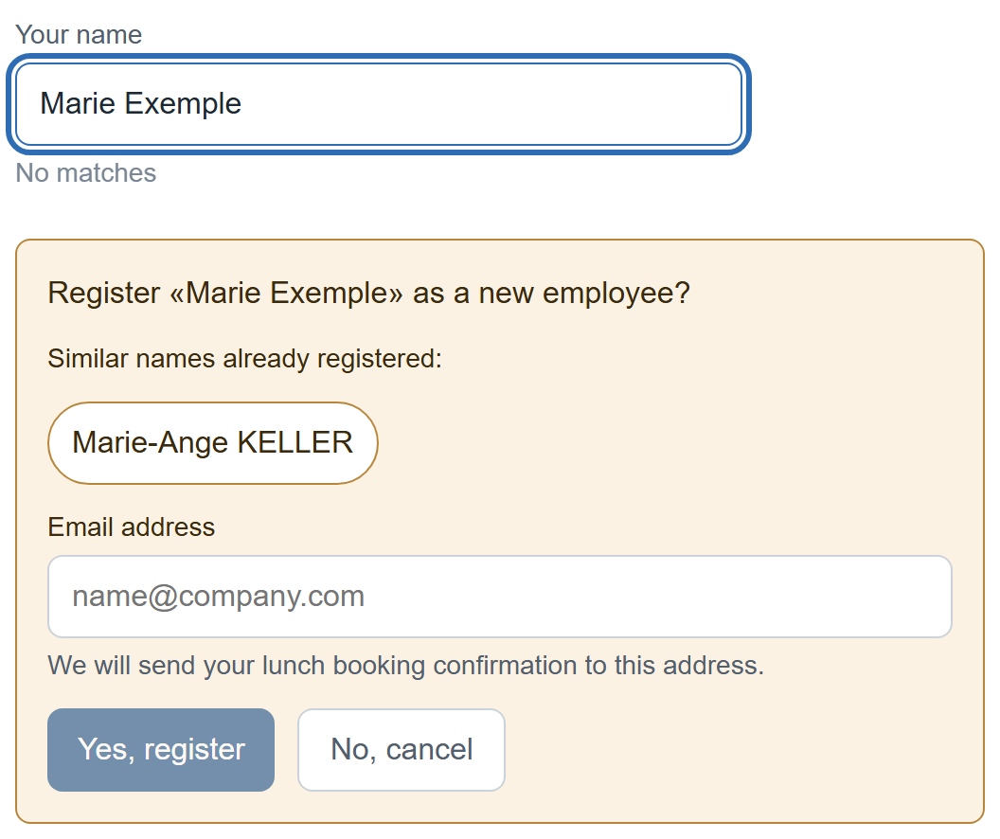 Your name
Marie Exemple
No matches
Register «Marie Exemple» as a new employee?
Similar names already registered:
Marie-Ange KELLER
Email address
name@company.com
We will send your lunch booking confirmation to this address.
Yes, register
No, cancel